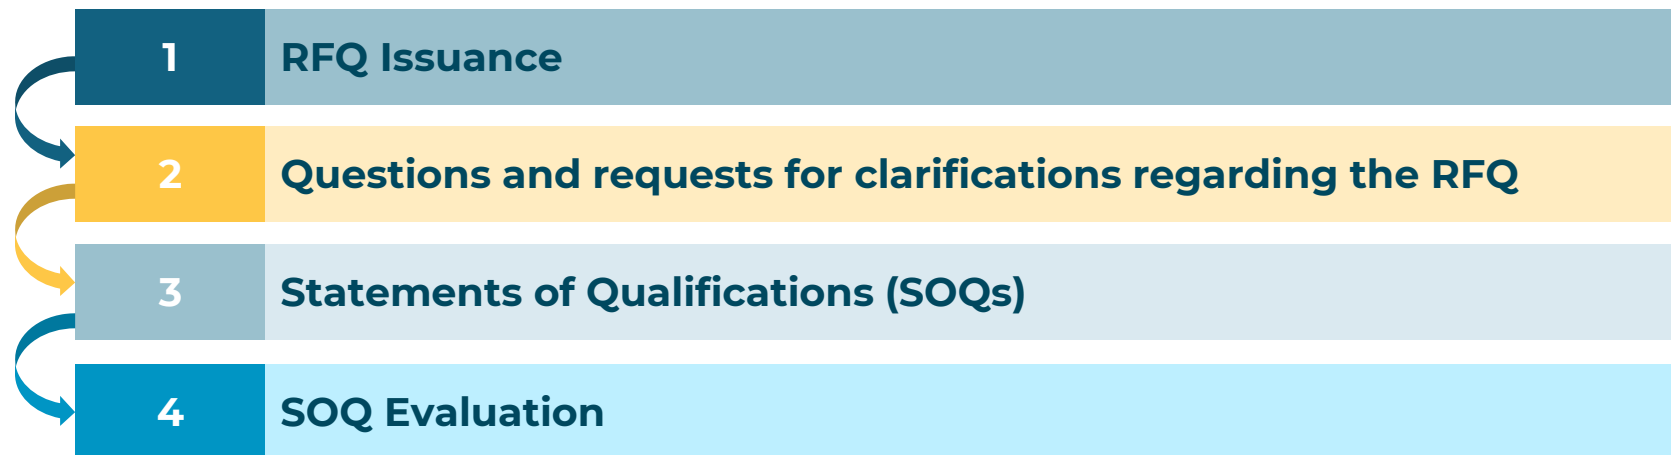 1 RFQ Issuance
2 Questions and requests for clarifications regarding the RFQ
3 Statements of Qualifications (SOQs)
4 SOQ Evaluation